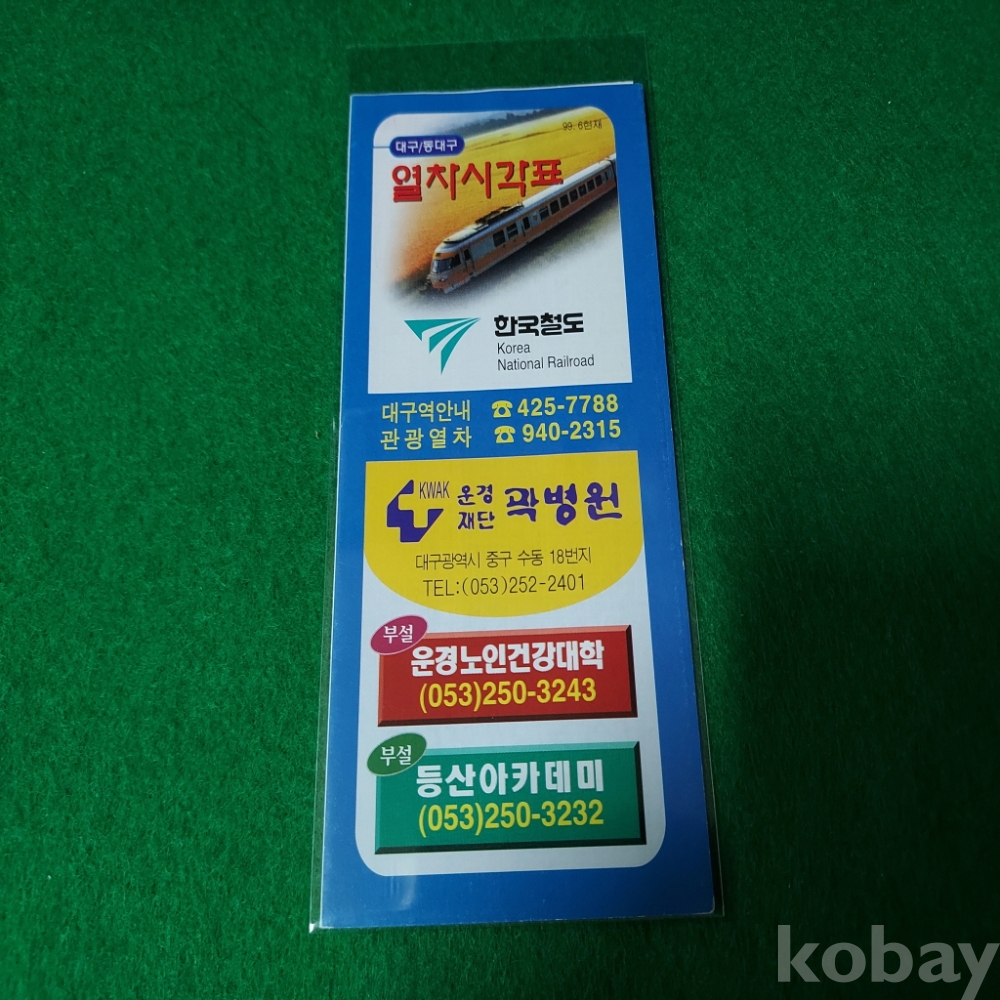 99. 6현재
대구/동대구
열차시각표
한국철도
Korea
National Railroad
대구역안내 ☎ 425-7788
관광열차 ☎ 940-2315
KWAK 운경
재단 곽병원
대구광역시 중구 수동 18번지
TEL:(053)252-2401
부설
운경노인건강대학
(053)250-3243
부설
등산아카데미
(053)250-3232
kobay